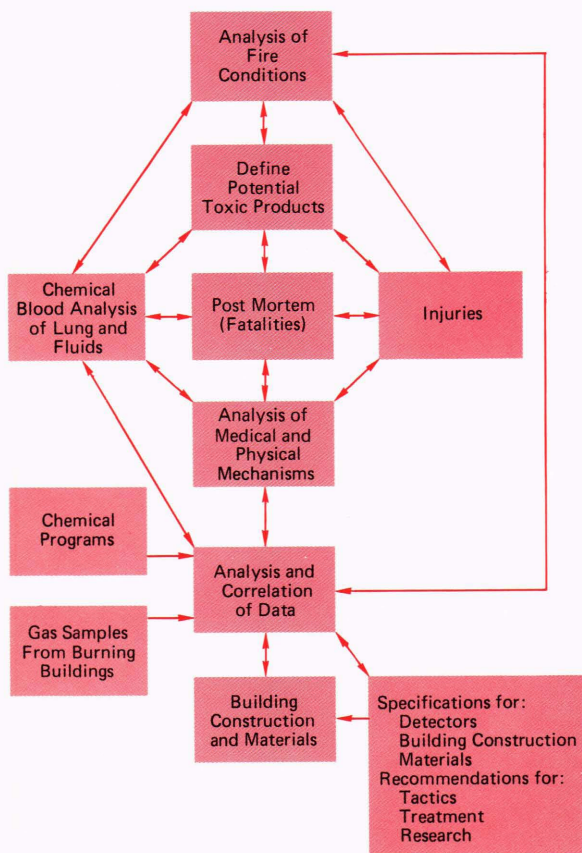 Analysis of
Fire
Conditions
Define
Potential
Toxic Products
Chemical
Blood Analysis
of Lung and
Fluids
Post Mortem
(Fatalities)
Injuries
Analysis of
Medical and
Physical
Mechanisms
Chemical
Programs
Analysis and
Correlation
of Data
Gas Samples
From Burning
Buildings
Building
Construction
and Materials
Specifications for:
Detectors
Building Construction
Materials
Recommendations for:
Tactics
Treatment
Research